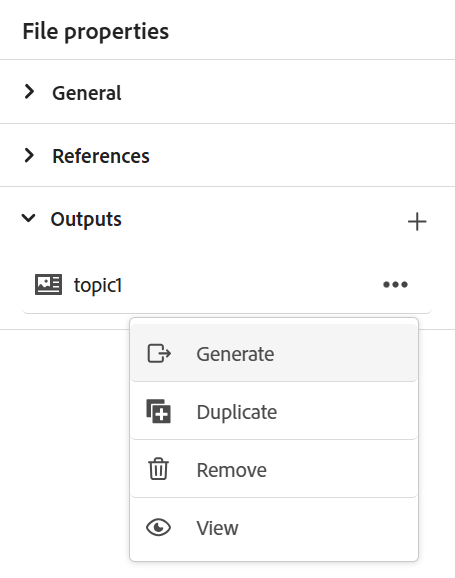 File properties
General
References
Outputs
topic1
Generate
Duplicate
Remove
View